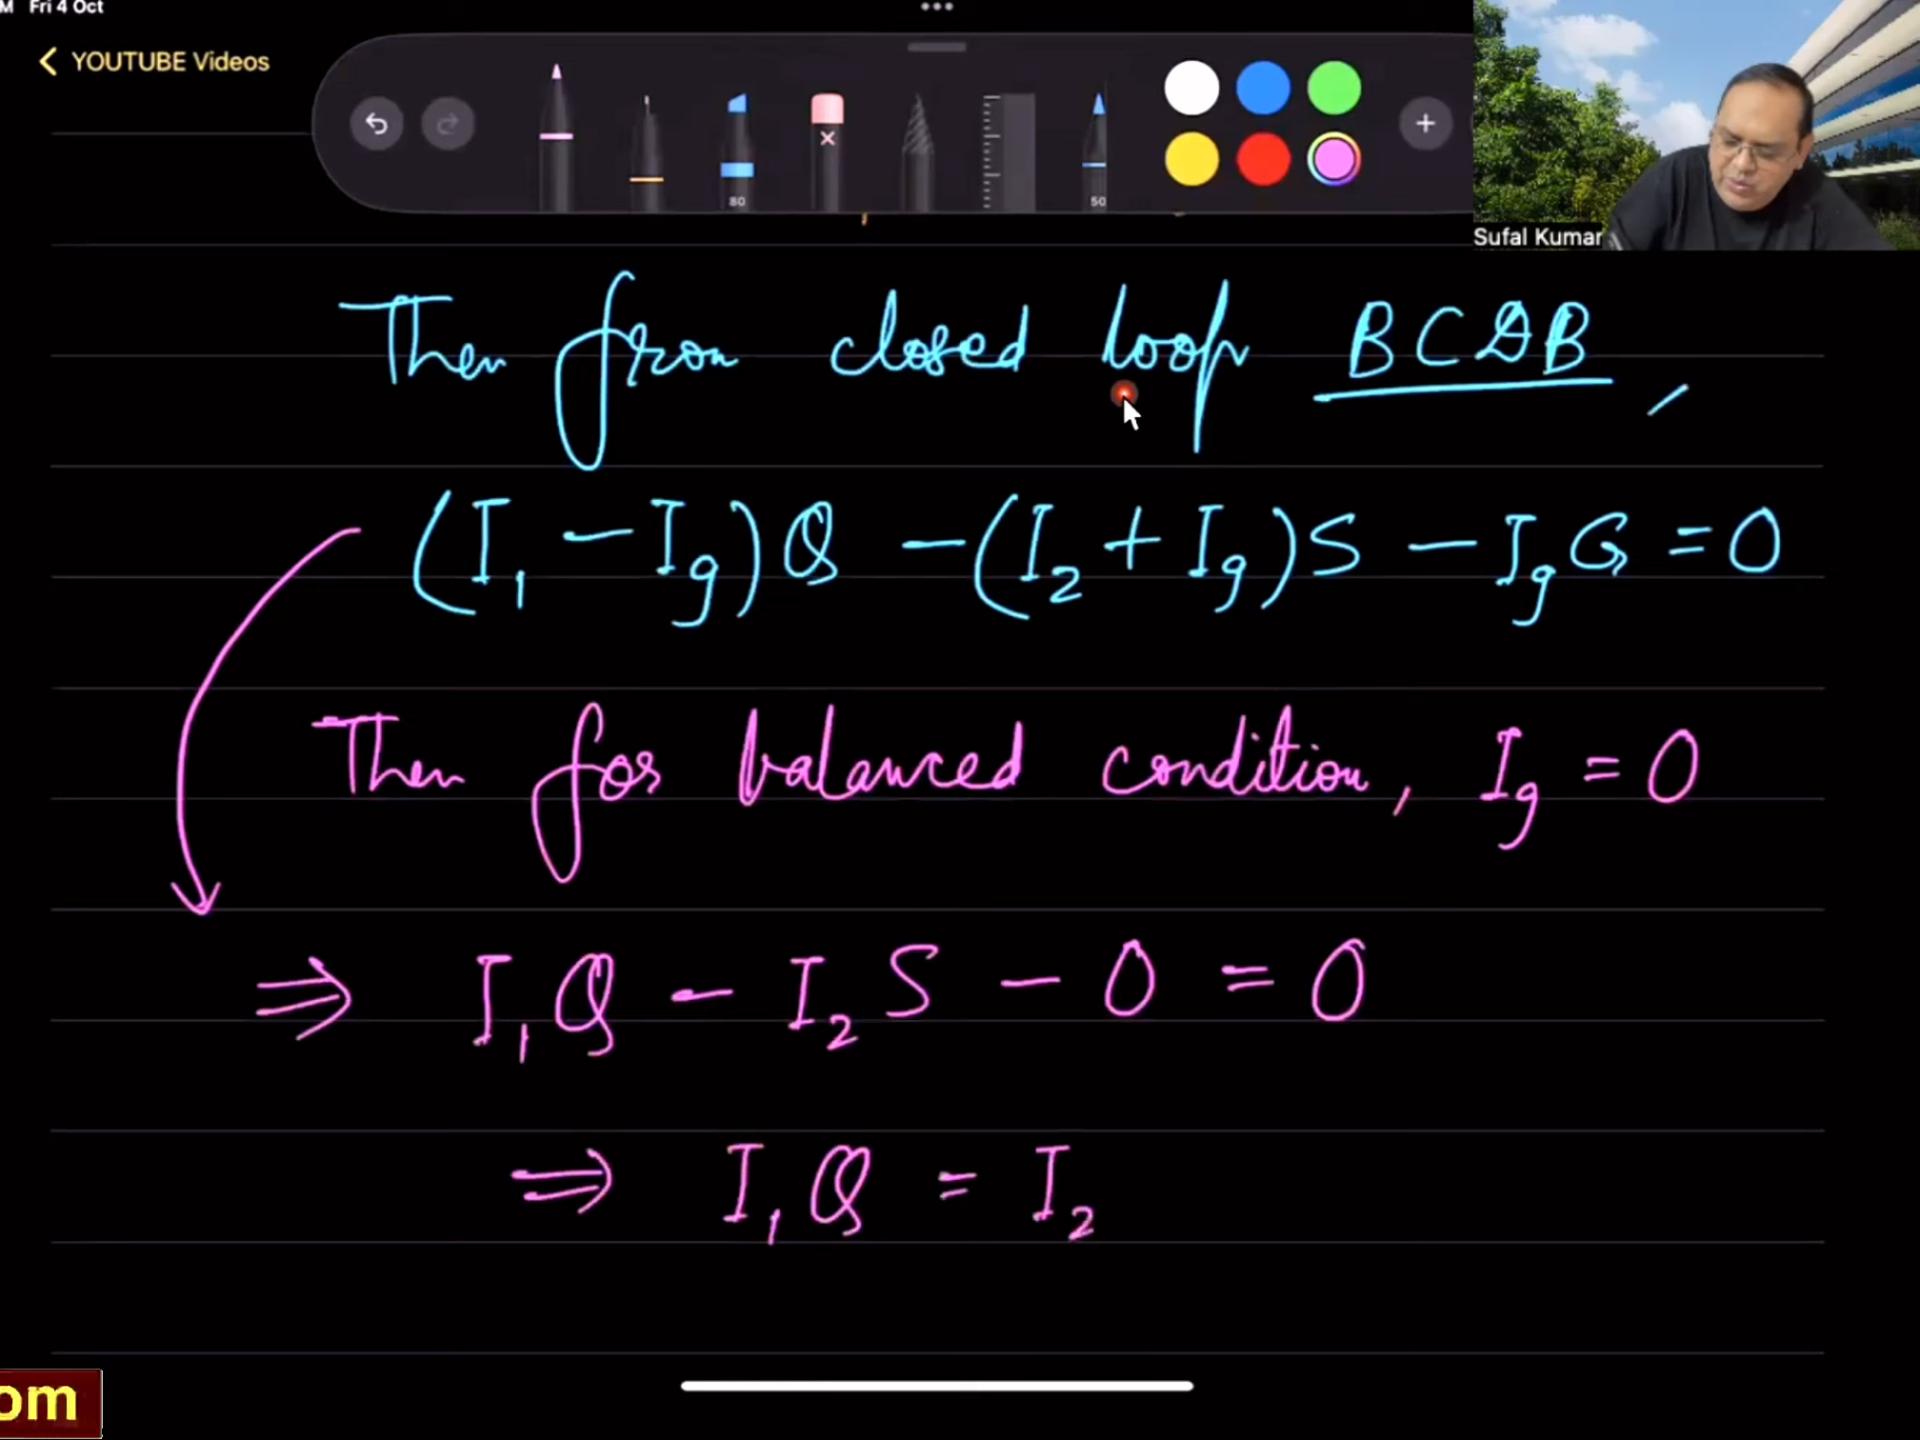 M Fri 4 Oct
YOUTUBE Videos
80
50
Sufal Kumar
Then from closed loop BCDB,
(I₁ – Ig)Q – (I₂ + Ig)S – IgG = 0
Then for balanced condition, Ig = 0
⇒ I₁Q – I₂S – 0 = 0
⇒ I₁Q = I₂
om